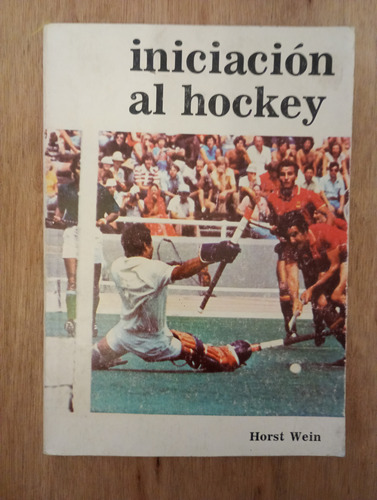 iniciación
al hockey
Horst Wein